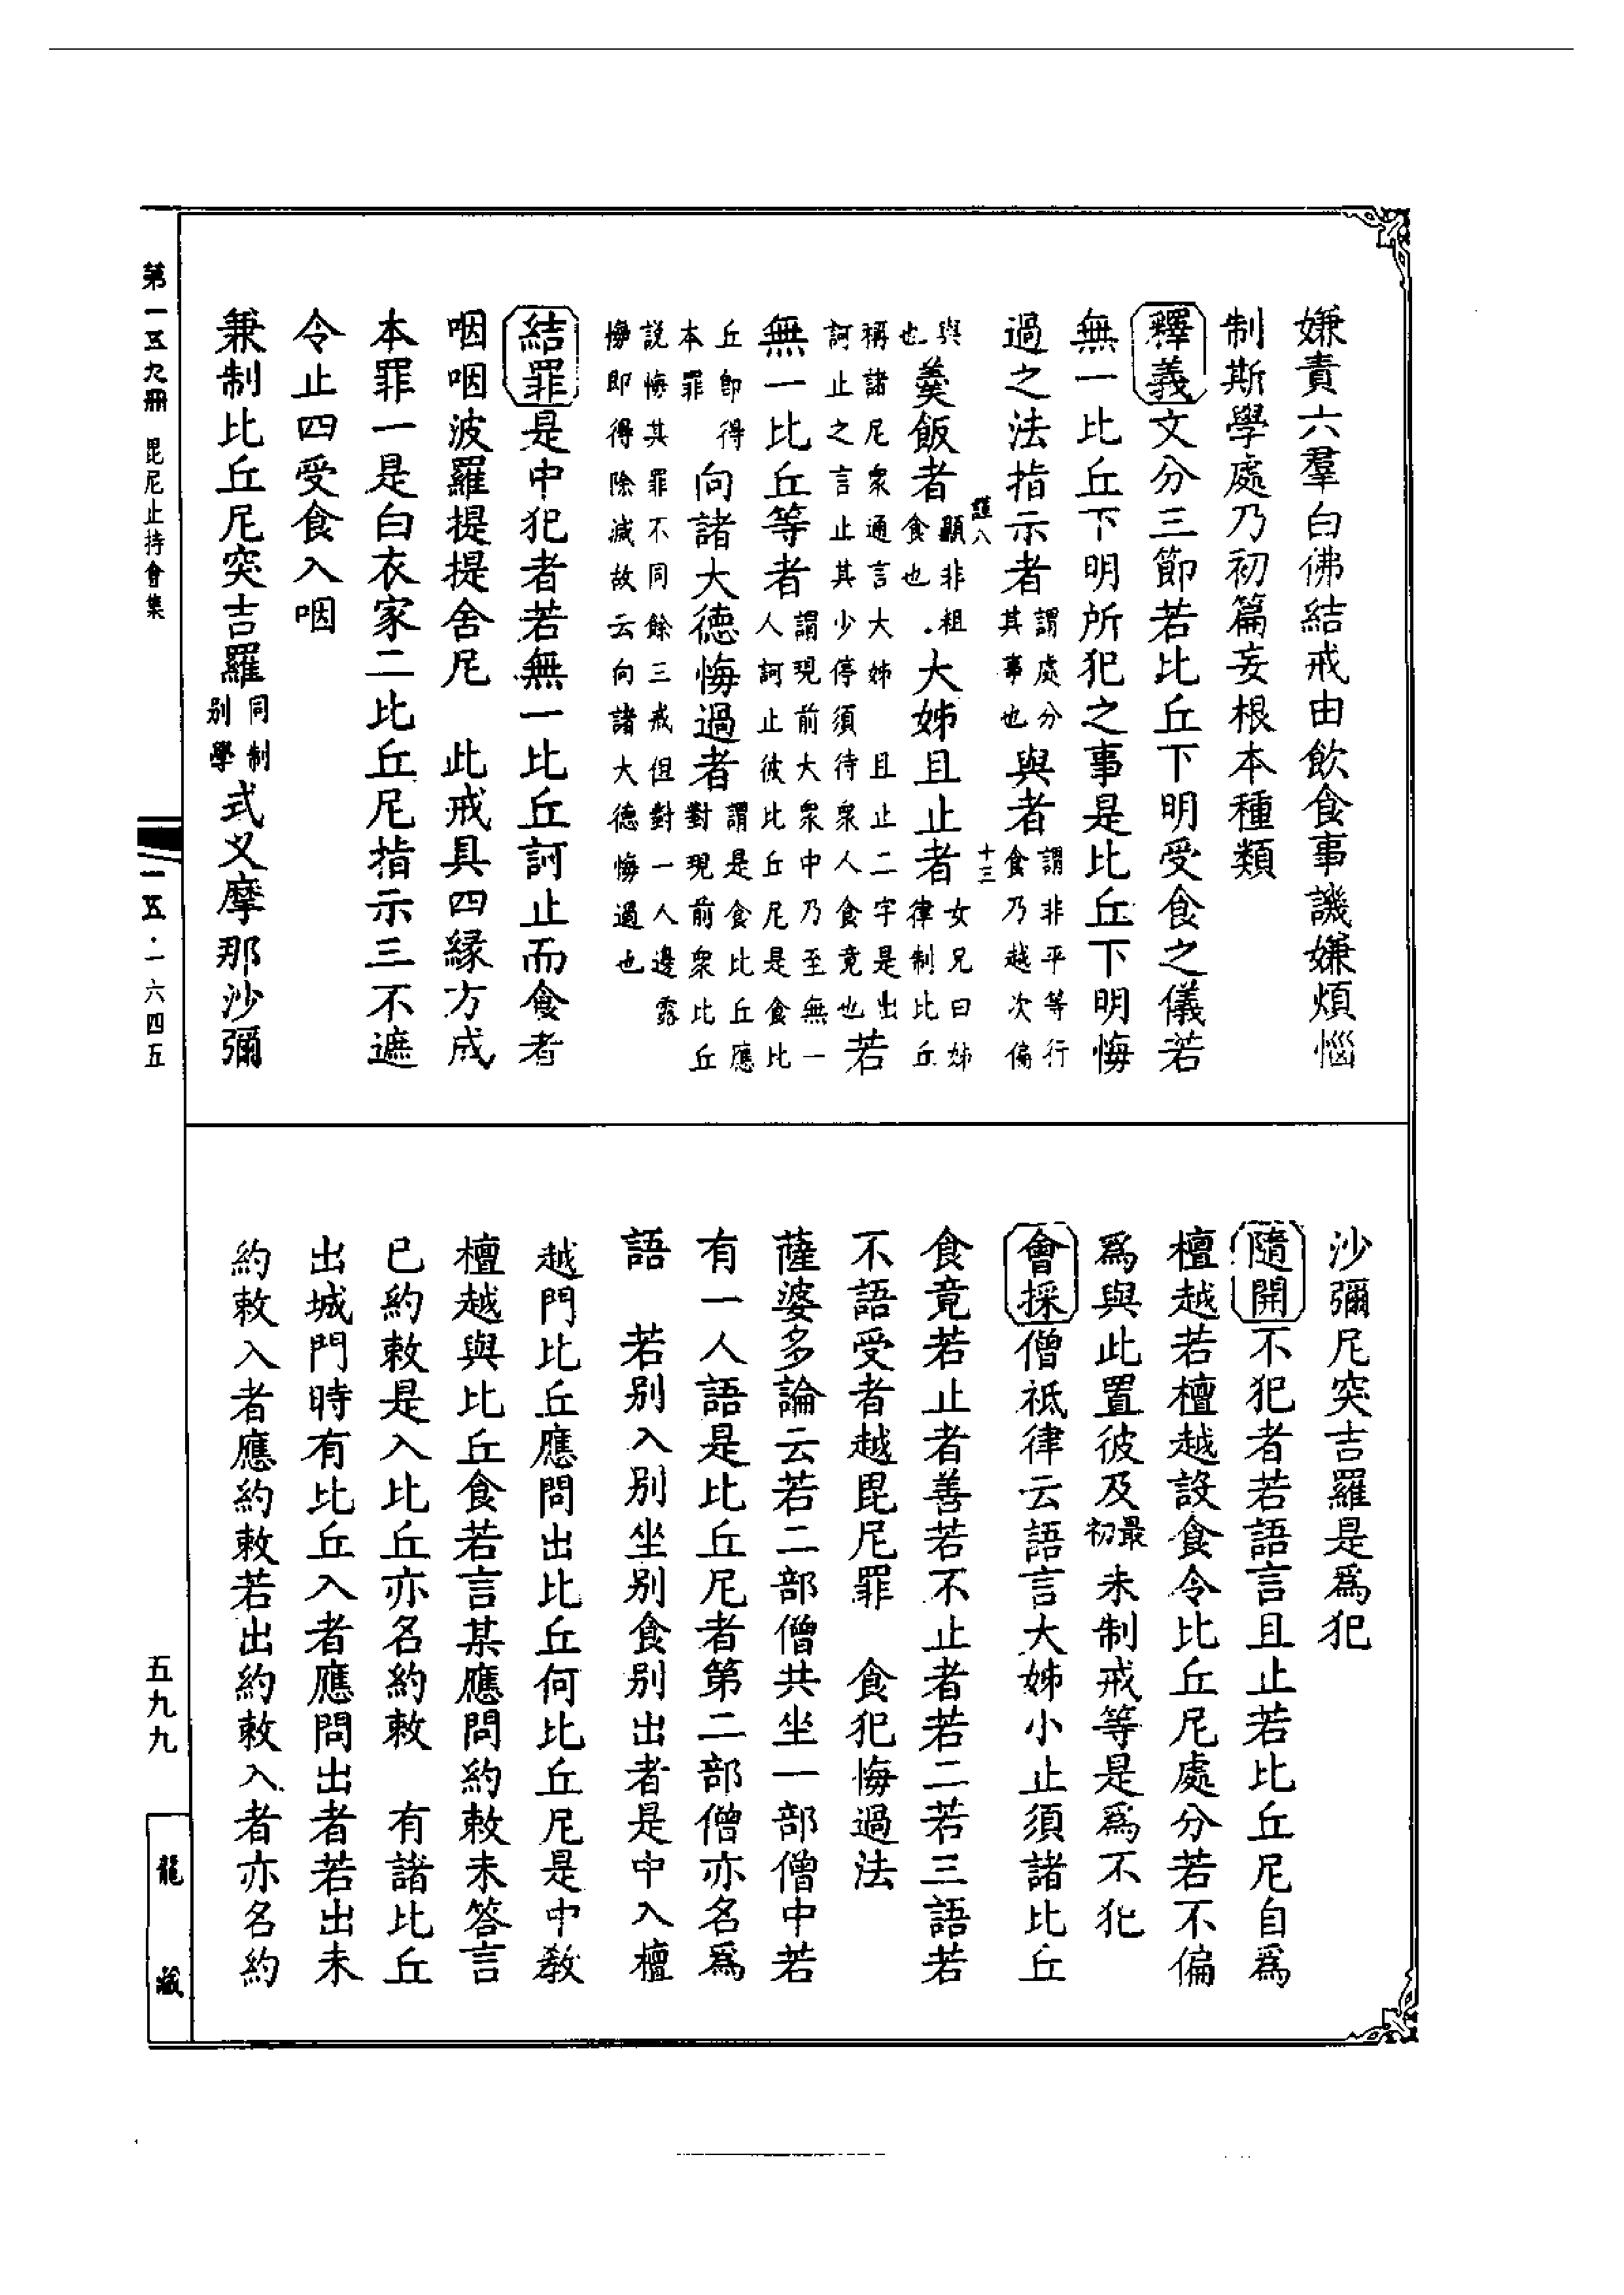 嫌責六羣白佛結戒由飲食事譏嫌煩惱
制斯學處乃初篇妄根本種類
釋義文分三節若比丘下明受食之儀若
無一比丘下明所犯之事是比丘下明悔
過之法指示者謂處分其事也與者謂非平等行食乃越次偏
護八 十三
與也羹飯者顯非粗食也大姊且止者女兄曰姊律制比丘
稱諸尼衆通言大姊且止二字是出訶止之言止其少停須待衆人食竟也若
無一比丘等者謂現前大衆中乃至無一人訶止彼比丘尼是食比
丘即得本罪向諸大德悔過者謂是食比丘應對現前衆比丘
說悔其罪不同餘三戒但對一人邊露悔即得除滅故云向諸大德悔過也
結罪是中犯者若無一比丘訶止而食者
咽咽波羅提提舍尼 此戒具四緣方成
本罪一是白衣家二比丘尼指示三不遮
令止四受食入咽
兼制比丘尼突吉羅同制別學式叉摩那沙彌
沙彌尼突吉羅是爲犯
隨開不犯者若語言且止若比丘尼自爲
檀越若檀越設食令比丘尼處分若不偏
爲與此置彼及最初未制戒等是爲不犯
會採僧祇律云語言大姊小止須諸比丘
食竟若止者善若不止者若二若三語若
不語受者越毘尼罪 食犯悔過法
薩婆多論云若二部僧共坐一部僧中若
有一人語是比丘尼者第二部僧亦名爲
語 若別入別坐別食別出者是中入檀
越門比丘應問出比丘何比丘尼是中教
檀越與比丘食若言某應問約敕未答言
已約敕是入比丘亦名約敕 有諸比丘
出城門時有比丘入者應問出者若出未
約敕入者應約敕若出約敕入者亦名約
第一五九冊 毘尼止持會集
一五·一六四五
五九九
龍藏